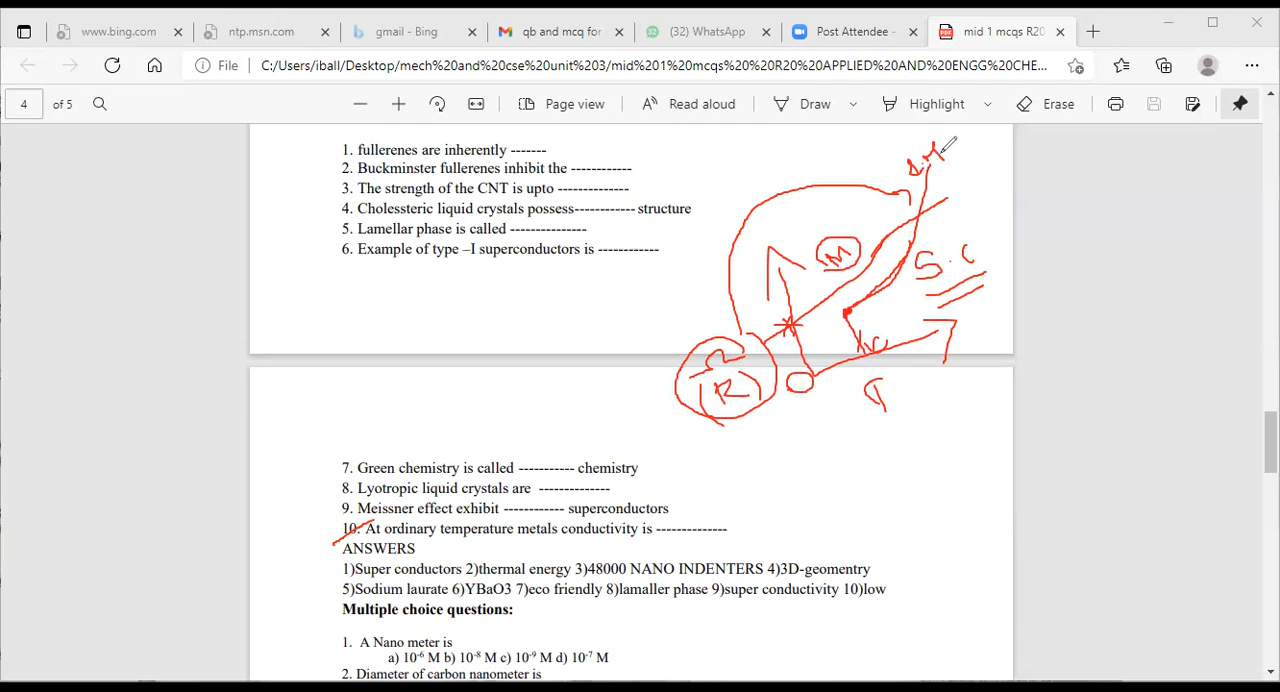 www.bing.com
ntp.msn.com
gmail - Bing
qb and mcq for
(32) WhatsApp
Post Attendee -
mid 1 mcqs R20
File C:/Users/iball/Desktop/mech%20and%20cse%20unit%203/mid%201%20mcqs%20%20R20%20APPLIED%20AND%20ENGG%20CHE...
4 of 5 Page view Read aloud Draw Highlight Erase
1. fullerenes are inherently -------
2. Buckminster fullerenes inhibit the ------------
3. The strength of the CNT is upto --------------
4. Cholessteric liquid crystals possess------------ structure
5. Lamellar phase is called ---------------
6. Example of type –I superconductors is ------------
M
S.C
R
7. Green chemistry is called ----------- chemistry
8. Lyotropic liquid crystals are --------------
9. Meissner effect exhibit ------------ superconductors
10. At ordinary temperature metals conductivity is --------------
ANSWERS
1)Super conductors 2)thermal energy 3)48000 NANO INDENTERS 4)3D-geomentry
5)Sodium laurate 6)YBaO3 7)eco friendly 8)lamaller phase 9)super conductivity 10)low
Multiple choice questions:
1. A Nano meter is
a) 10-6 M b) 10-8 M c) 10-9 M d) 10-7 M
2. Diameter of carbon nanometer is